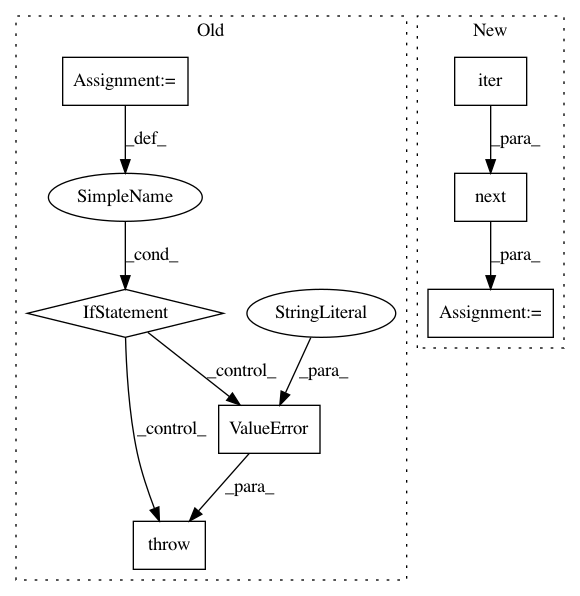 Old
New
Assignment:=
iter
_def_
_para_
SimpleName
next
_cond_
_para_
IfStatement
StringLiteral
Assignment:=
_control_
_para_
_control_
ValueError
_para_
throw